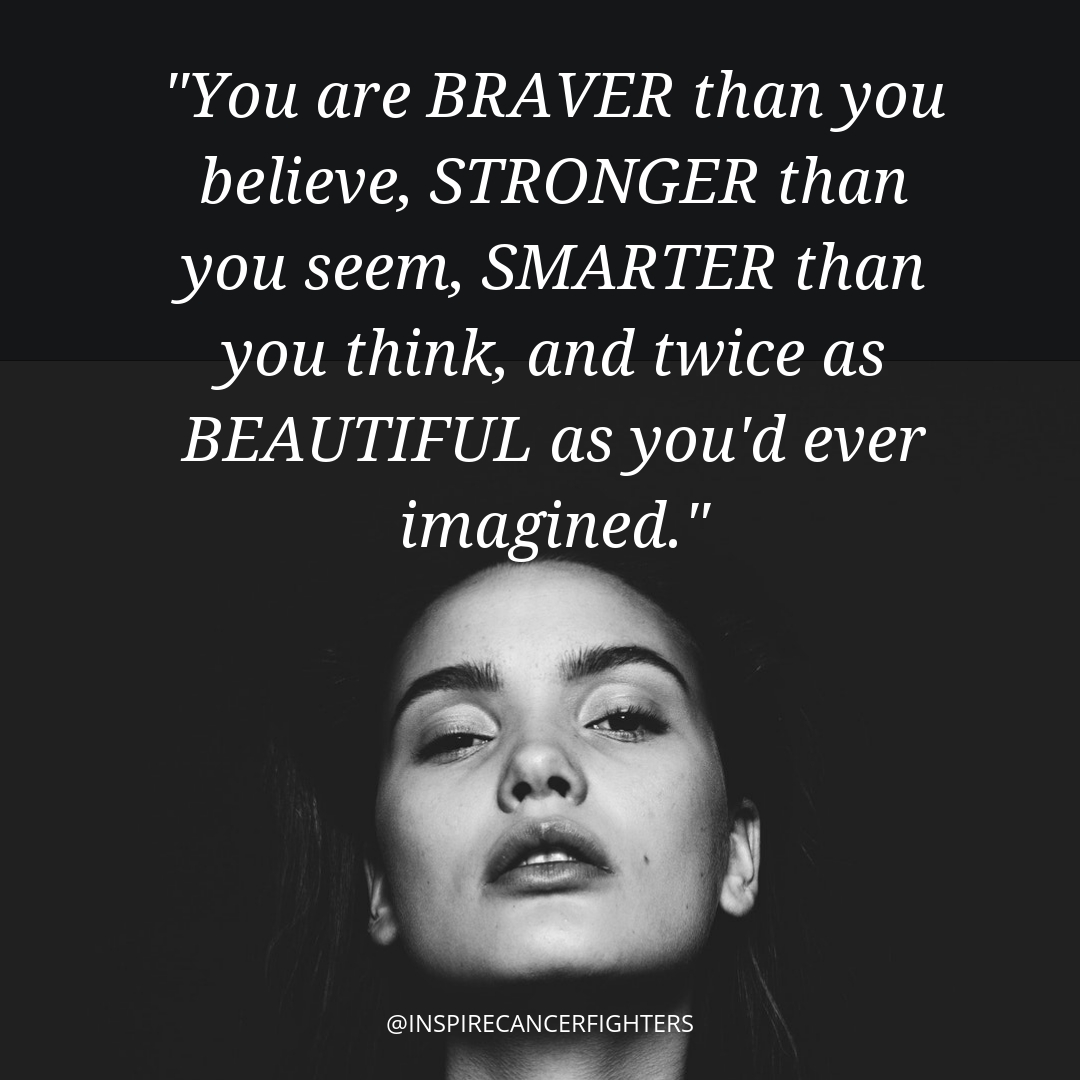 "You are BRAVER than you
believe, STRONGER than
you seem, SMARTER than
you think, and twice as
BEAUTIFUL as you'd ever
imagined."
@INSPIRECANCERFIGHTERS